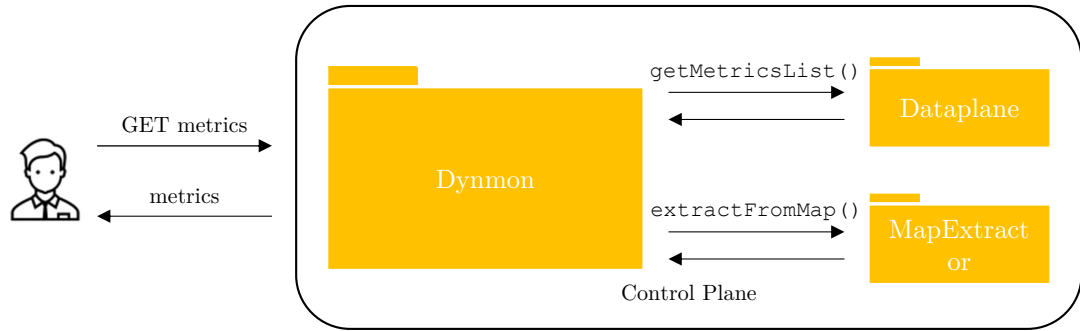 GET metrics
metrics
Dynmon
getMetricsList()
Dataplane
extractFromMap()
MapExtract
or
Control Plane